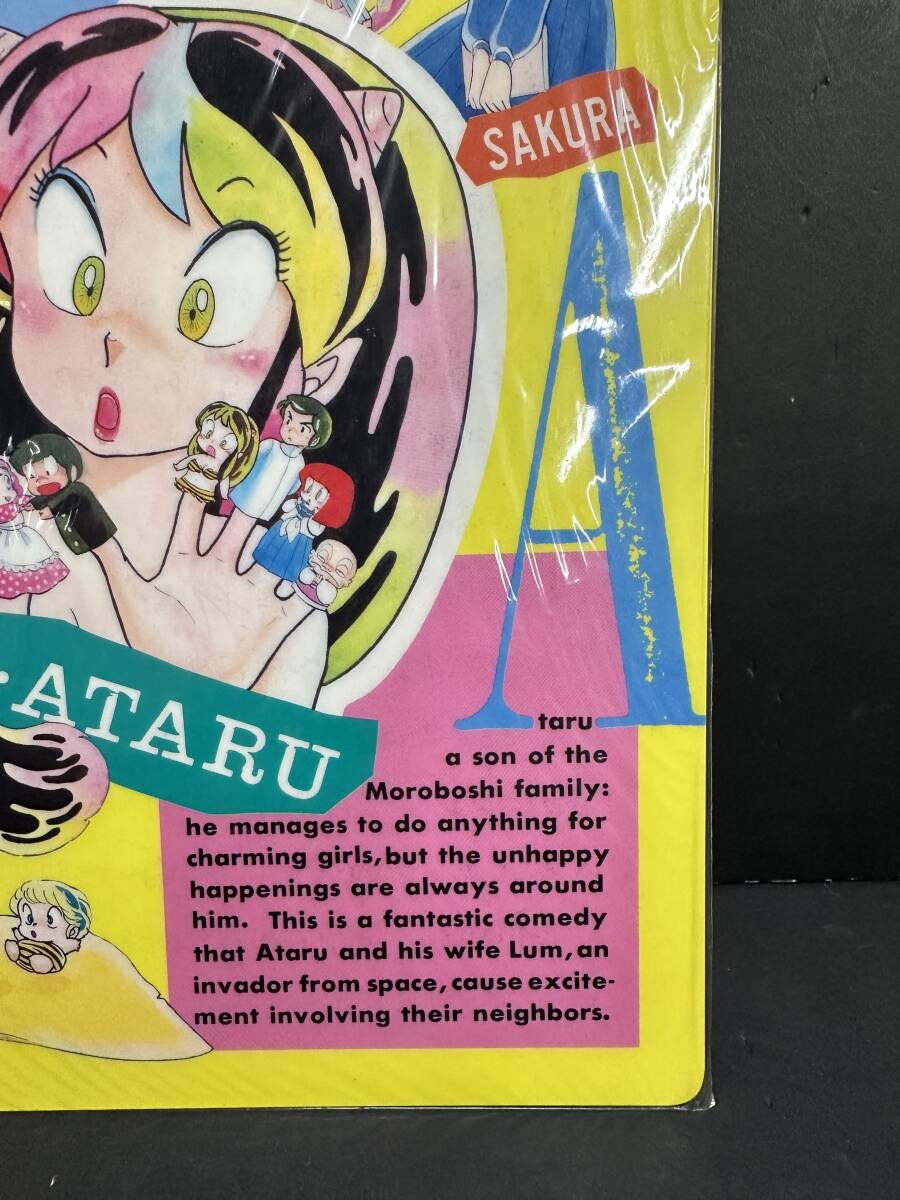 SAKURA
·ATARU
Ataru
a son of the
Moroboshi family:
he manages to do anything for
charming girls, but the unhappy
happenings are always around
him. This is a fantastic comedy
that Ataru and his wife Lum, an
invador from space, cause excite-
ment involving their neighbors.